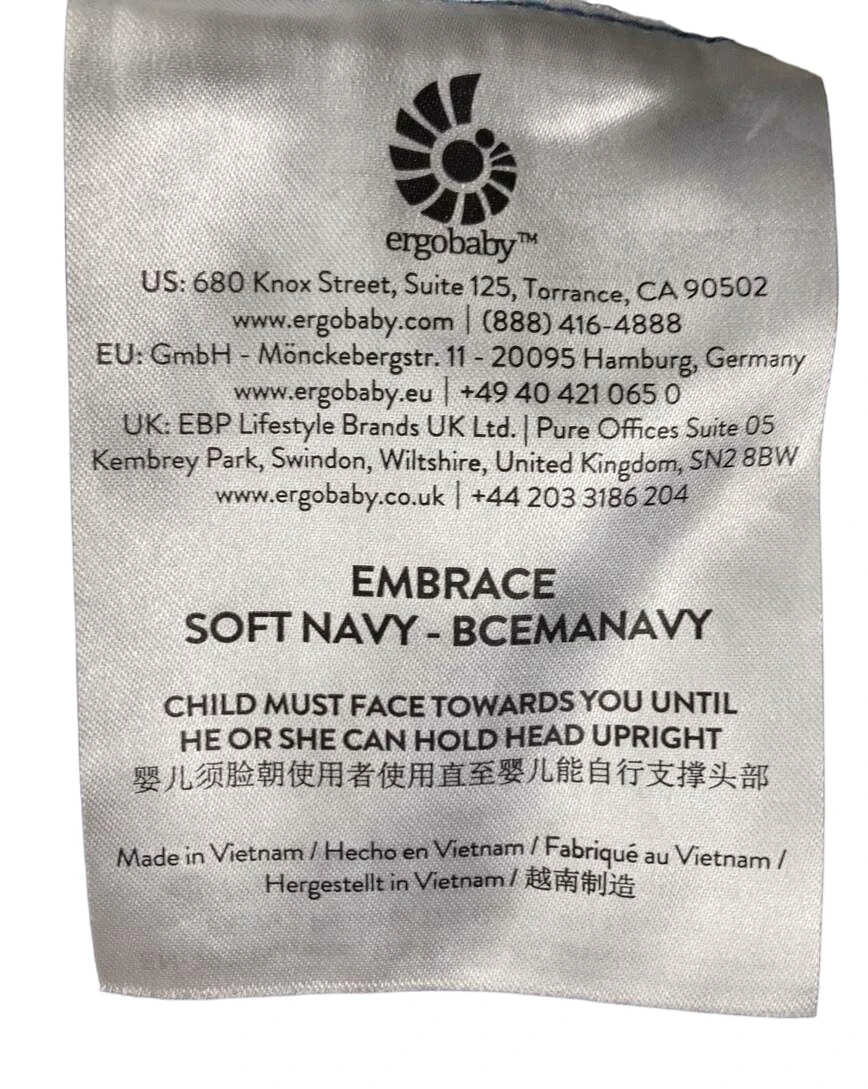 ergobaby™
US: 680 Knox Street, Suite 125, Torrance, CA 90502
www.ergobaby.com | (888) 416-4888
EU: GmbH - Mönckebergstr. 11 - 20095 Hamburg, Germany
www.ergobaby.eu | +49 40 421 065 0
UK: EBP Lifestyle Brands UK Ltd. | Pure Offices Suite 05
Kembrey Park, Swindon, Wiltshire, United Kingdom, SN2 8BW
www.ergobaby.co.uk | +44 203 3186 204
EMBRACE
SOFT NAVY - BCEMANAVY
CHILD MUST FACE TOWARDS YOU UNTIL
HE OR SHE CAN HOLD HEAD UPRIGHT
婴儿须脸朝使用者使用直至婴儿能自行支撑头部
Made in Vietnam / Hecho en Vietnam / Fabriqué au Vietnam /
Hergestellt in Vietnam / 越南制造